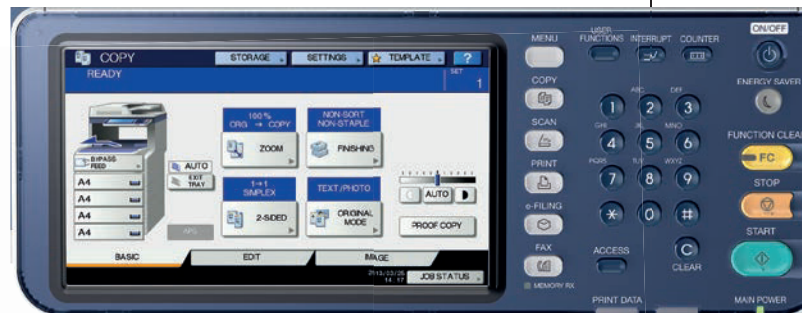 COPY
STORAGE
SETTINGS
TEMPLATE
?
READY
SET
1
100%
ORG → COPY
ZOOM
NON-SORT
NON-STAPLE
FINISHING
BYPASS
FEED
AUTO
EXIT
TRAY
A4
A4
A4
A4
APS
1→1
SIMPLEX
2-SIDED
TEXT/PHOTO
ORIGINAL
MODE
AUTO
PROOF COPY
BASIC
EDIT
IMAGE
14:17
JOB STATUS
MENU
USER
FUNCTIONS
INTERRUPT
COUNTER
ON/OFF
COPY
ENERGY SAVER
ABC
DEF
1
2
3
SCAN
GHI
JKL
MNO
FUNCTION CLEAR
4
5
6
FC
PRINT
PQRS
TUV
WXYZ
STOP
7
8
9
e-FILING
*
0
#
START
FAX
ACCESS
C
CLEAR
MEMORY RX
PRINT DATA
MAIN POWER